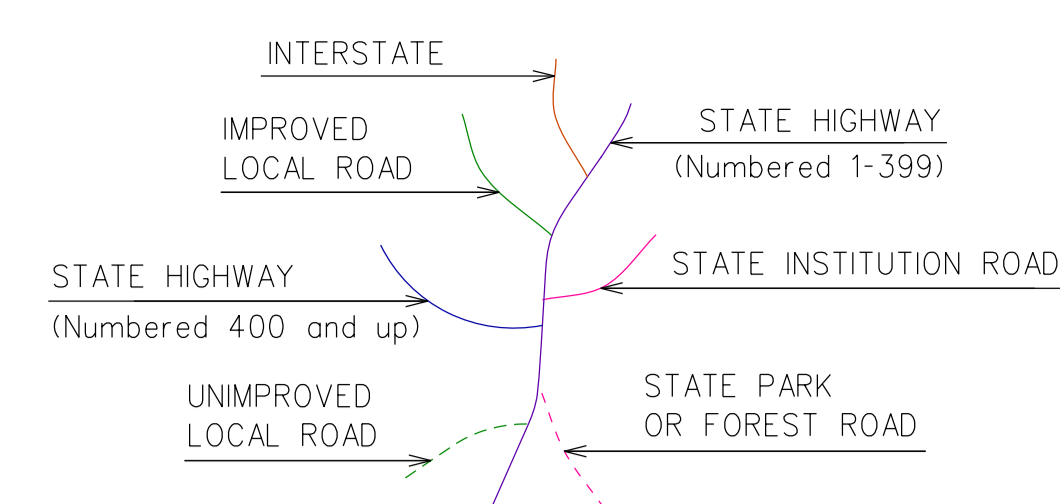 INTERSTATE
IMPROVED
LOCAL ROAD
STATE HIGHWAY
(Numbered 1-399)
STATE HIGHWAY
(Numbered 400 and up)
STATE INSTITUTION ROAD
UNIMPROVED
LOCAL ROAD
STATE PARK
OR FOREST ROAD